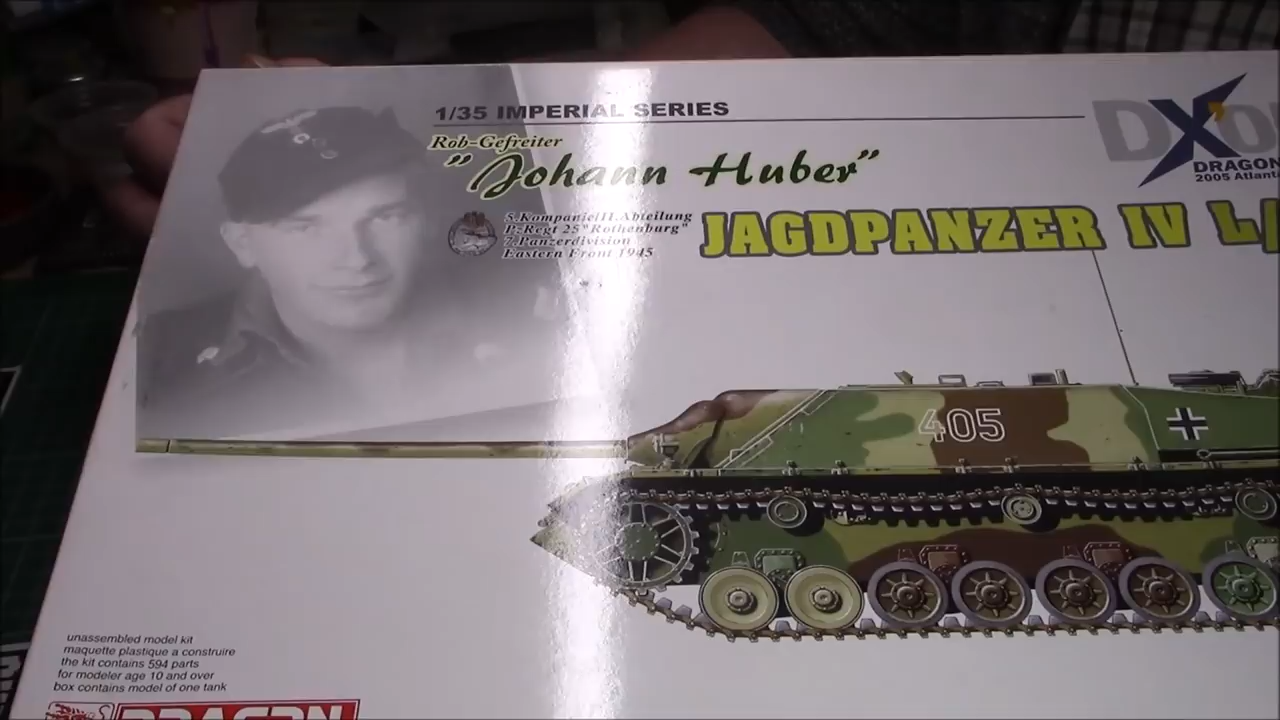 1/35 IMPERIAL SERIES
Rob-Gefreiter
"Johann Huber"
5.Kompanie/II.Abteilung
P-Regt 25"Rothenburg"
7.Panzerdivision
Eastern Front 1945
JAGDPANZER IV L/
DRAGON
2005 Atlant
405
unassembled model kit
maquette plastique a construire
the kit contains 594 parts
for modeler age 10 and over
box contains model of one tank
DRAGON